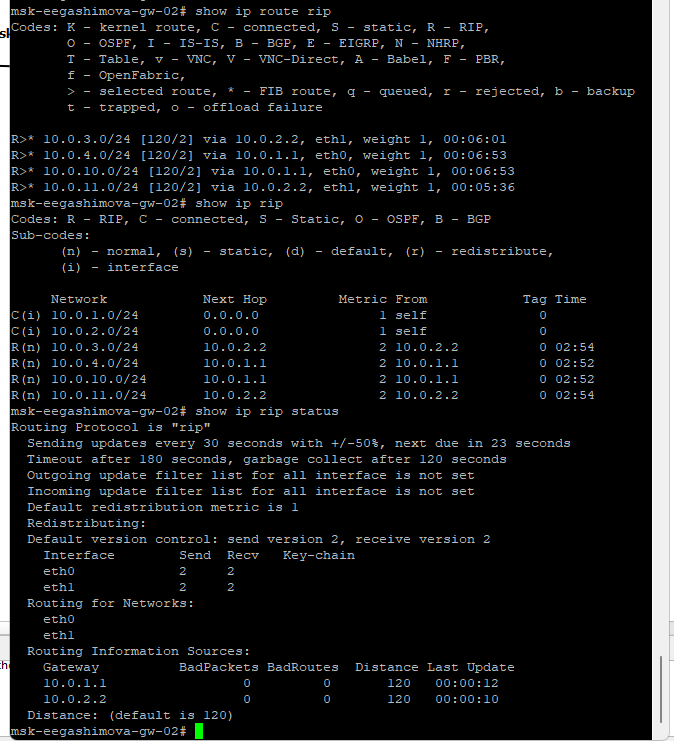 msk-eegashimova-gw-02# show ip route rip
Codes: K - kernel route, C - connected, S - static, R - RIP,
       O - OSPF, I - IS-IS, B - BGP, E - EIGRP, N - NHRP,
       T - Table, v - VNC, V - VNC-Direct, A - Babel, F - PBR,
       f - OpenFabric,
       > - selected route, * - FIB route, q - queued, r - rejected, b - backup
       t - trapped, o - offload failure

R>* 10.0.3.0/24 [120/2] via 10.0.2.2, eth1, weight 1, 00:06:01
R>* 10.0.4.0/24 [120/2] via 10.0.1.1, eth0, weight 1, 00:06:53
R>* 10.0.10.0/24 [120/2] via 10.0.1.1, eth0, weight 1, 00:06:53
R>* 10.0.11.0/24 [120/2] via 10.0.2.2, eth1, weight 1, 00:05:36
msk-eegashimova-gw-02# show ip rip
Codes: R - RIP, C - connected, S - Static, O - OSPF, B - BGP
Sub-codes:
      (n) - normal, (s) - static, (d) - default, (r) - redistribute,
      (i) - interface

     Network            Next Hop         Metric From            Tag Time
C(i) 10.0.1.0/24        0.0.0.0               1 self              0
C(i) 10.0.2.0/24        0.0.0.0               1 self              0
R(n) 10.0.3.0/24        10.0.2.2              2 10.0.2.2          0 02:54
R(n) 10.0.4.0/24        10.0.1.1              2 10.0.1.1          0 02:52
R(n) 10.0.10.0/24       10.0.1.1              2 10.0.1.1          0 02:52
R(n) 10.0.11.0/24       10.0.2.2              2 10.0.2.2          0 02:54
msk-eegashimova-gw-02# show ip rip status
Routing Protocol is "rip"
  Sending updates every 30 seconds with +/-50%, next due in 23 seconds
  Timeout after 180 seconds, garbage collect after 120 seconds
  Outgoing update filter list for all interface is not set
  Incoming update filter list for all interface is not set
  Default redistribution metric is 1
  Redistributing:
  Default version control: send version 2, receive version 2
    Interface        Send  Recv   Key-chain
    eth0             2     2
    eth1             2     2
  Routing for Networks:
    eth0
    eth1
  Routing Information Sources:
    Gateway          BadPackets BadRoutes  Distance Last Update
    10.0.1.1                 0         0       120   00:00:12
    10.0.2.2                 0         0       120   00:00:10
  Distance: (default is 120)
msk-eegashimova-gw-02#